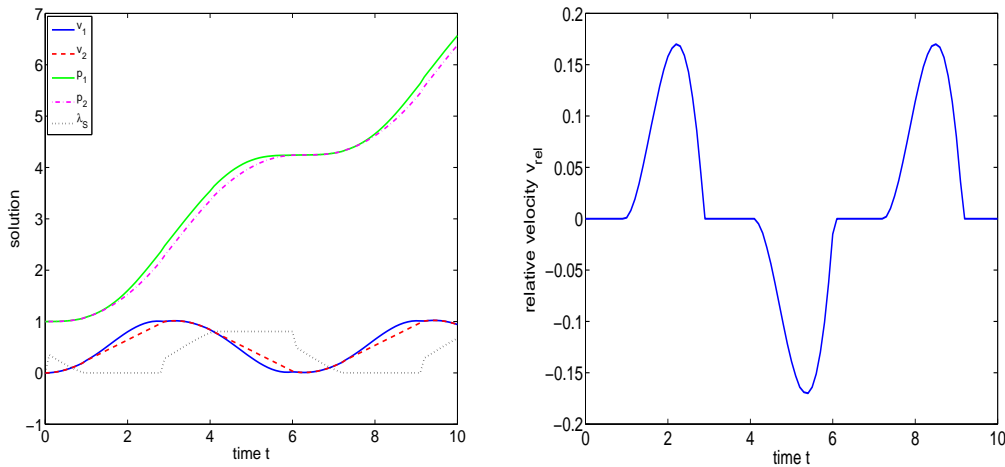 v1
v2
p1
p2
λS
solution
7
6
5
4
3
2
1
0
−1
0 2 4 6 8 10
time t
relative velocity vrel
0.2
0.15
0.1
0.05
0
−0.05
−0.1
−0.15
−0.2
0 2 4 6 8 10
time t